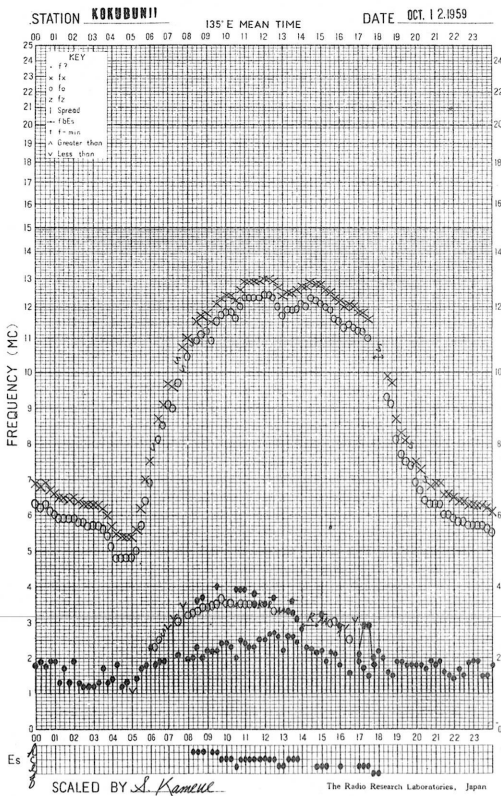 STATION KOKUBUNJI 135° E MEAN TIME DATE OCT. 12.1959
00 01 02 03 04 05 06 07 08 09 10 11 12 13 14 15 16 17 18 19 20 21 22 23
KEY
. f?
x fx
o fo
z fz
Spread
fbEs
f-min
^ Greater than
v Less than
FREQUENCY (MC)
25
24
23
22
21
20
19
18
17
16
15
14
13
12
11
10
9
8
7
6
5
4
3
2
1
0
00 01 02 03 04 05 06 07 08 09 10 11 12 13 14 15 16 17 18 19 20 21 22 23
Es
SCALED BY S. Kameue
The Radio Research Laboratories, Japan